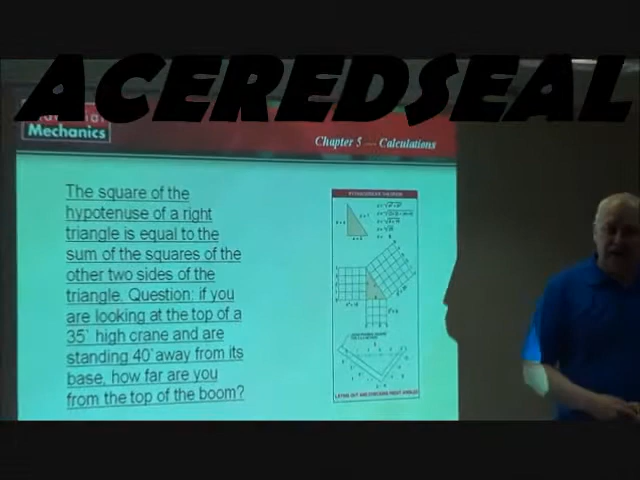 ACEREDSEAL
Mechanics
Chapter 5 .... Calculations
The square of the
hypotenuse of a right
triangle is equal to the
sum of the squares of the
other two sides of the
triangle. Question: if you
are looking at the top of a
35' high crane and are
standing 40' away from its
base, how far are you
from the top of the boom?
PYTHAGOREAN THEOREM
LAYING OUT AND CHECKING RIGHT ANGLES